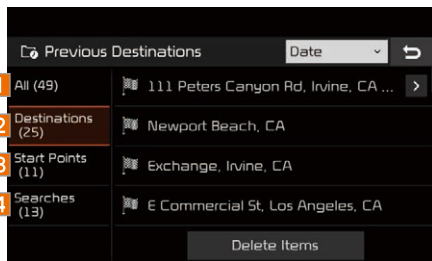 Previous Destinations
Date
1 All (49)
111 Peters Canyon Rd, Irvine, CA ...
2 Destinations
(25)
Newport Beach, CA
3 Start Points
(11)
Exchange, Irvine, CA
4 Searches
(13)
E Commercial St, Los Angeles, CA
Delete Items